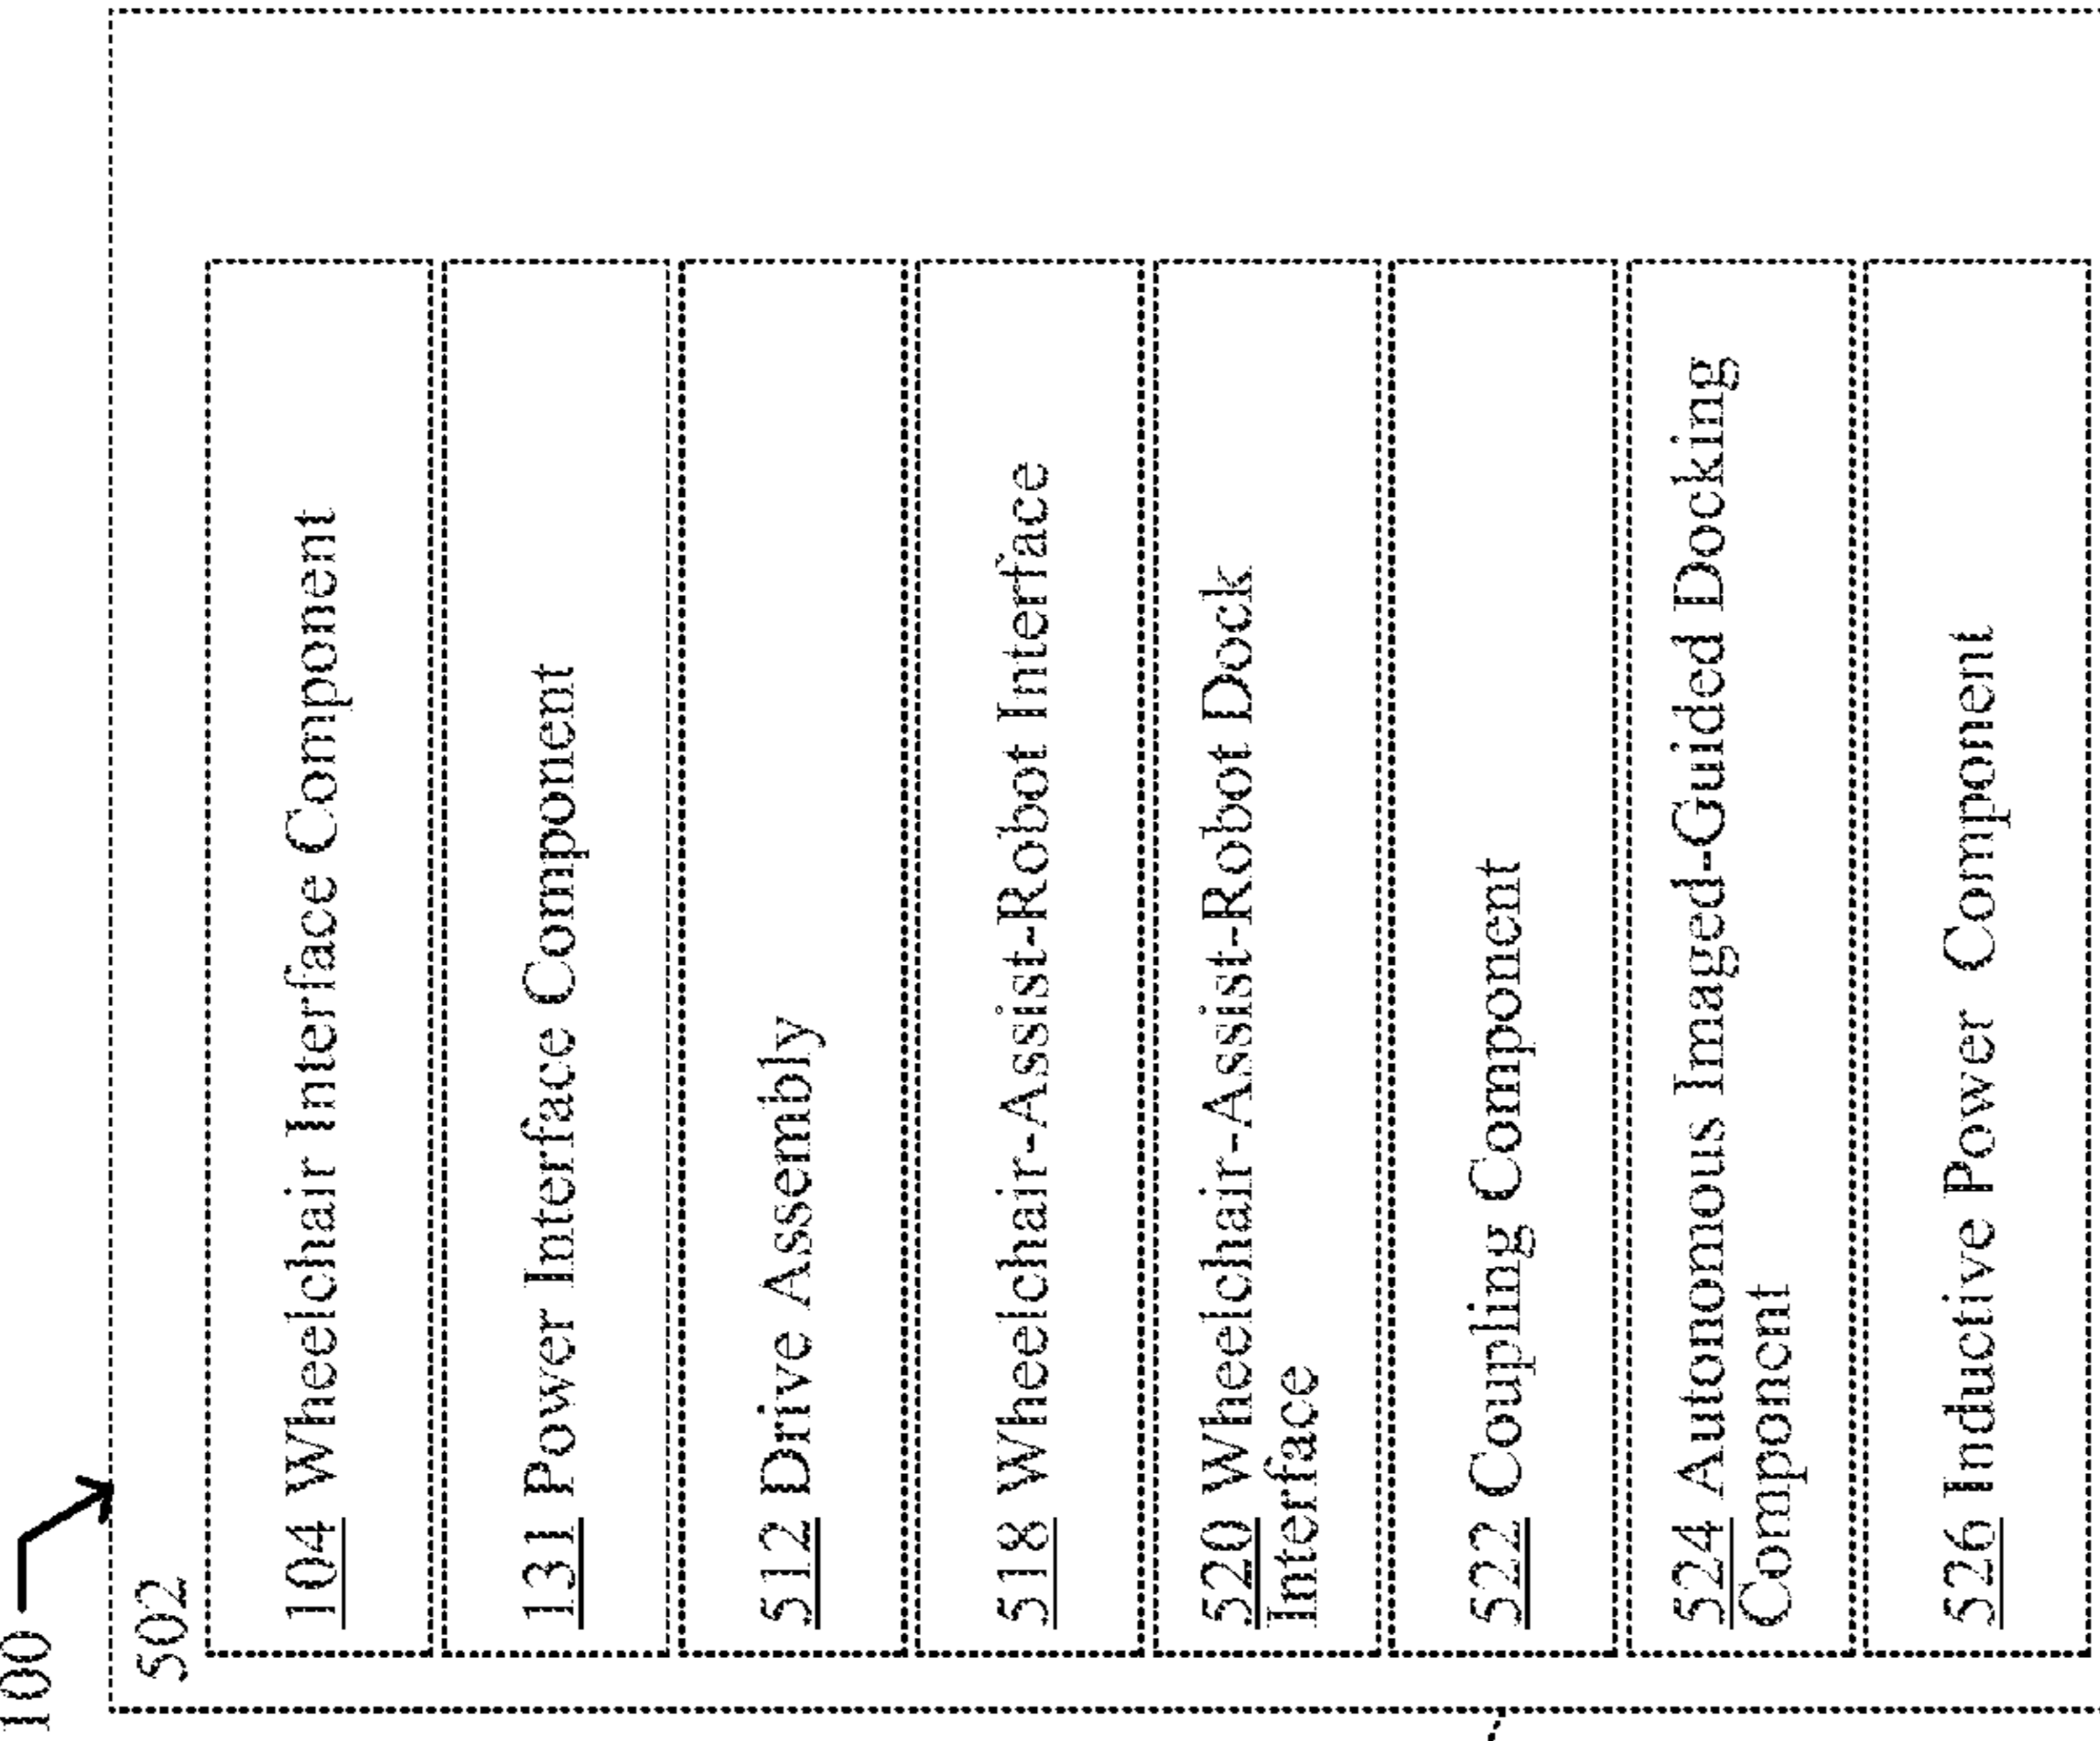 100
502
104 Wheelchair Interface Component
131 Power Interface Component
512 Drive Assembly
518 Wheelchair-Assist-Robot Interface
520 Wheelchair-Assist-Robot Dock
Interface
522 Coupling Component
524 Autonomous Imaged-Guided Docking
Component
526 Inductive Power Component